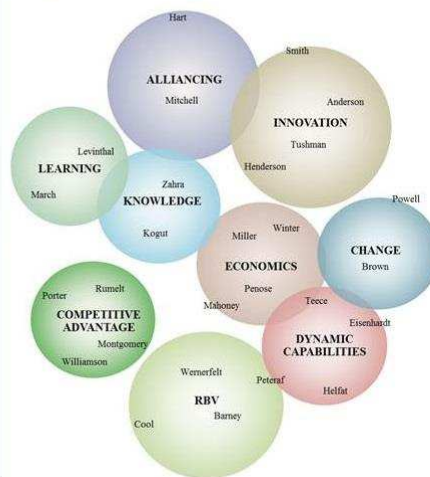 Hart
ALLIANCING
Mitchell
Smith
Anderson
INNOVATION
Tushman
Henderson
Levinthal
LEARNING
March
Zahra
KNOWLEDGE
Kogut
Miller
Winter
ECONOMICS
Penose
Mahoney
Powell
CHANGE
Brown
Porter
Rumelt
COMPETITIVE
ADVANTAGE
Montgomery
Williamson
Teece
Eisenhardt
DYNAMIC
CAPABILITIES
Helfat
Wernerfelt
Peteraf
RBV
Barney
Cool